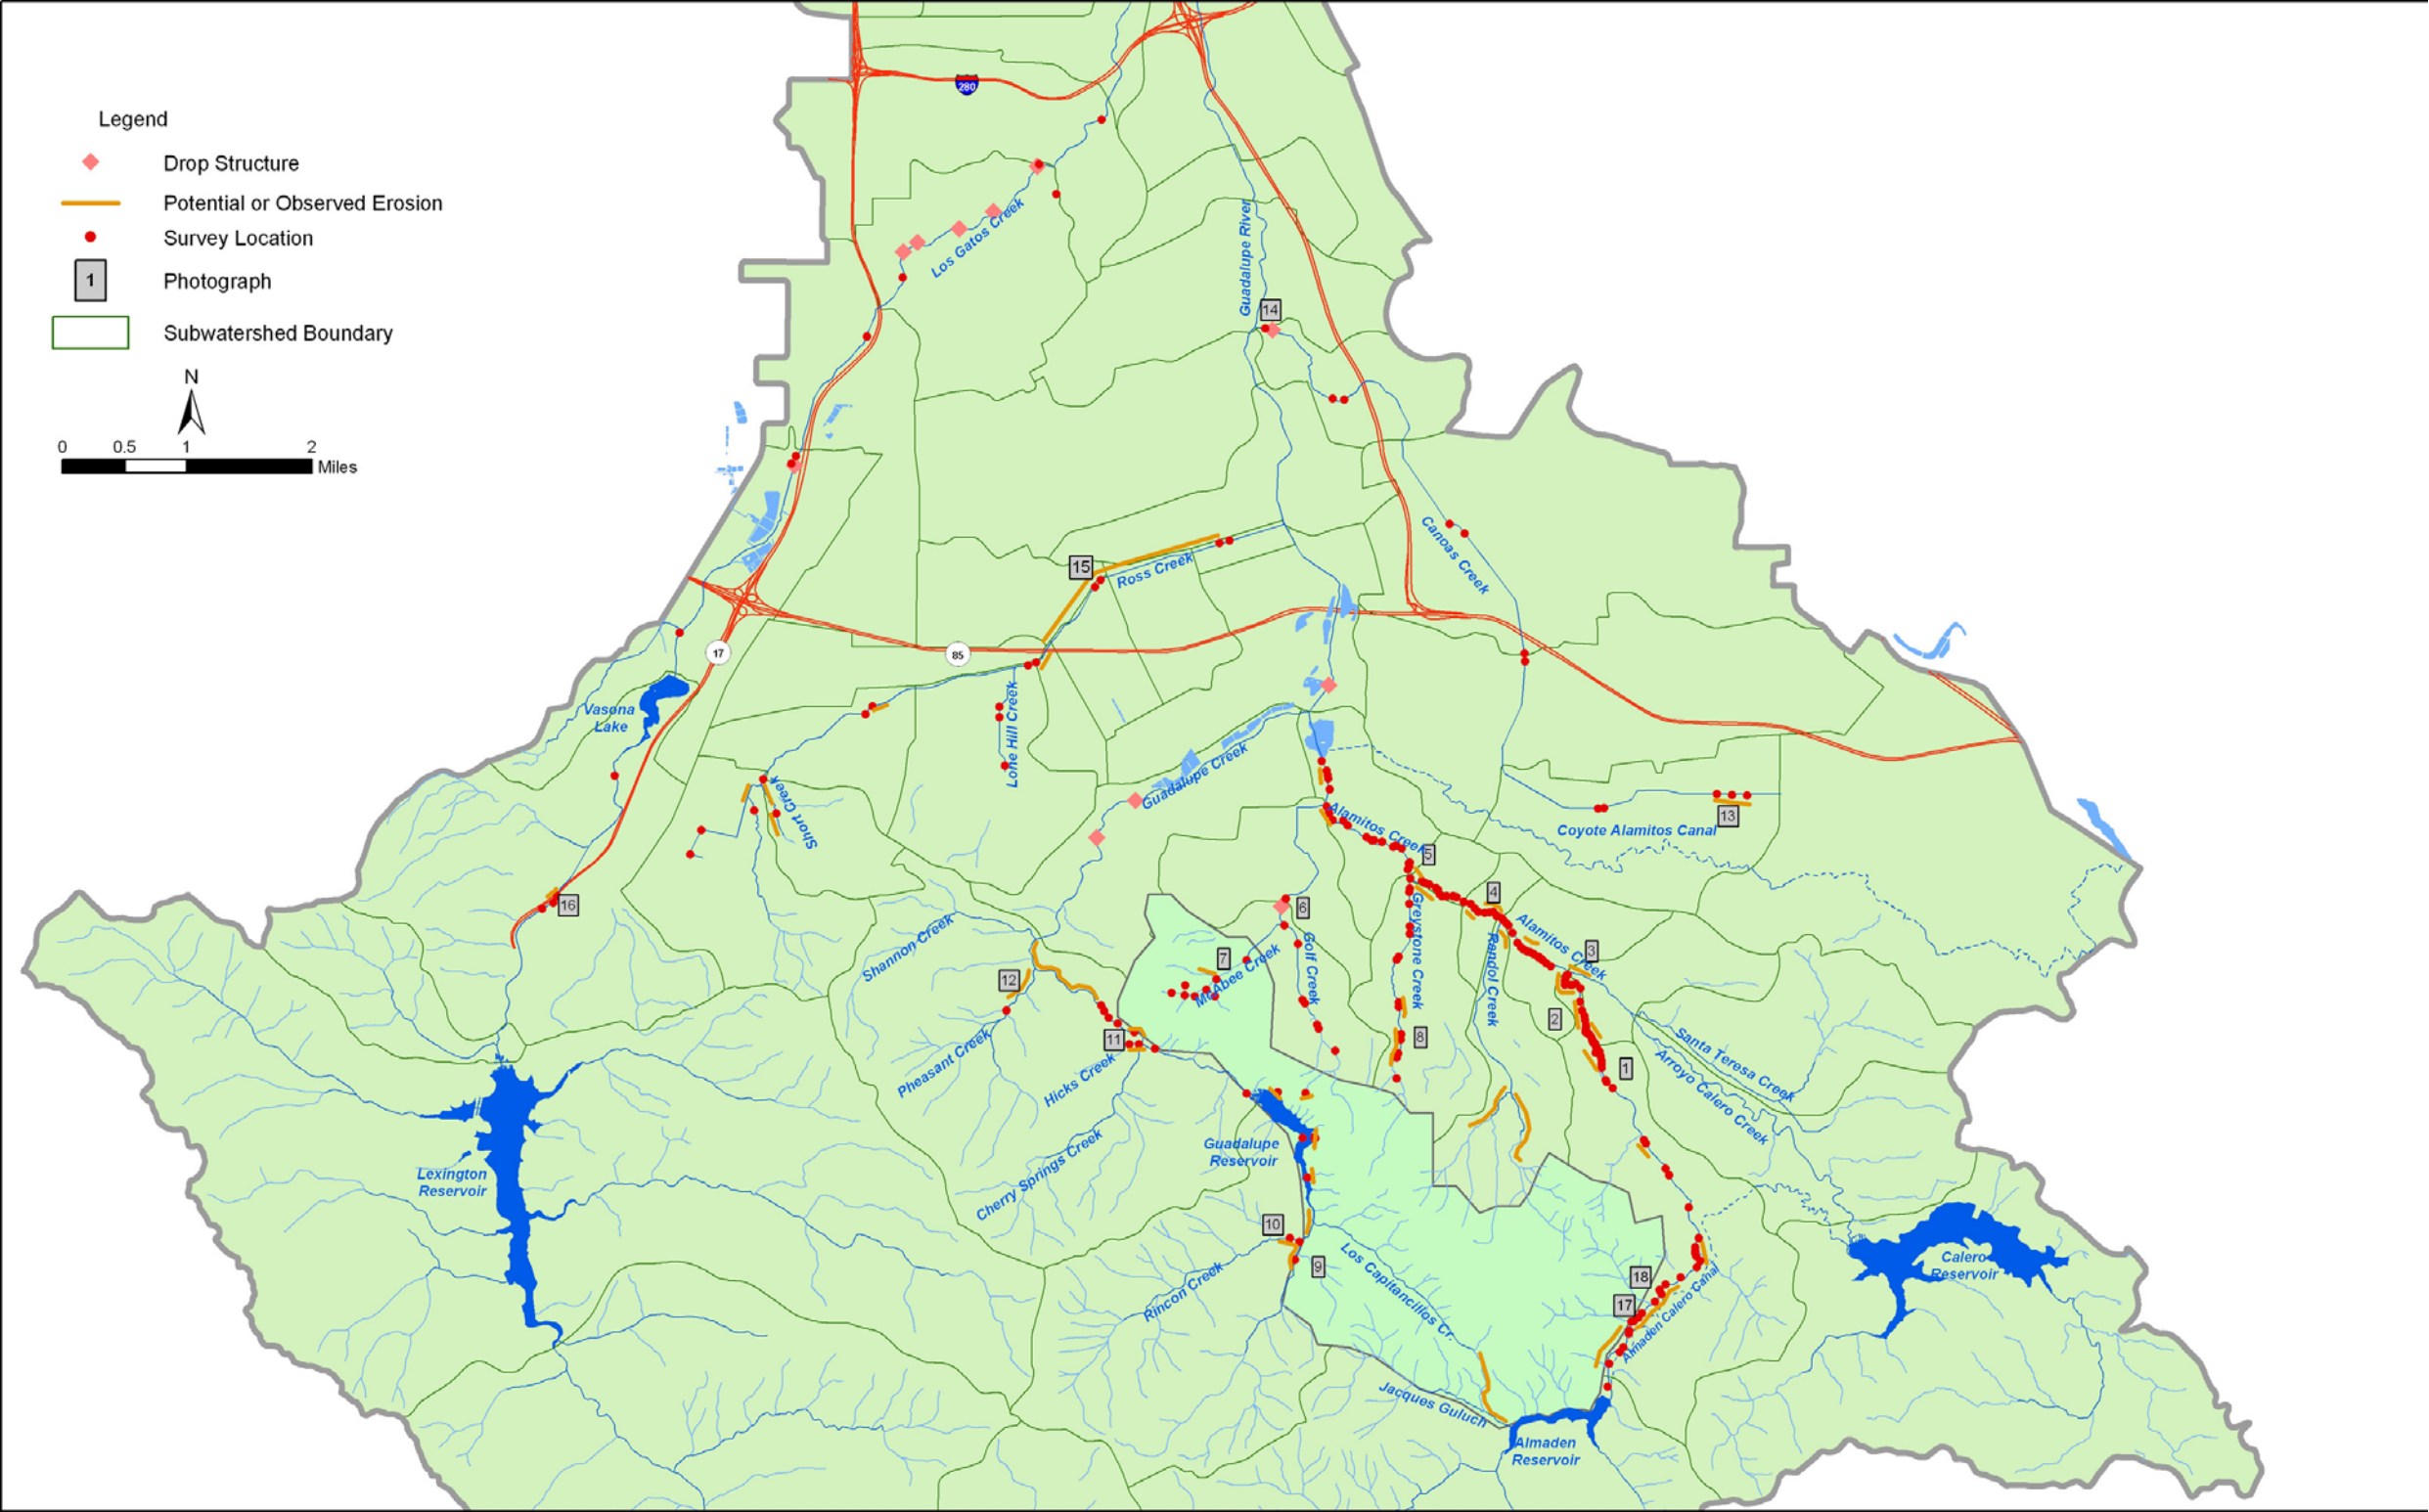 280
Legend
Drop Structure
Potential or Observed Erosion
Survey Location
1
Photograph
Subwatershed Boundary
N
0
0.5
1
2
Miles
Los Gatos Creek
Guadalupe River
14
Canoas Creek
15
Ross Creek
17
85
Vasona
Lake
Lone Hill Creek
Short Creek
Guadalupe Creek
Alamitos Creek
5
13
Coyote Alamitos Canal
16
4
6
Shannon Creek
Golf Creek
Greystone Creek
Randol Creek
Alamitos Creek
3
7
McAbee Creek
12
2
11
8
1
Pheasant Creek
Hicks Creek
Santa Teresa Creek
Arroyo Calero Creek
Cherry Springs Creek
Guadalupe
Reservoir
Lexington
Reservoir
10
9
Los Capitancillos Cr.
Rincon Creek
18
17
Almaden Calero Canal
Calero
Reservoir
Jacques Guluch
Almaden
Reservoir